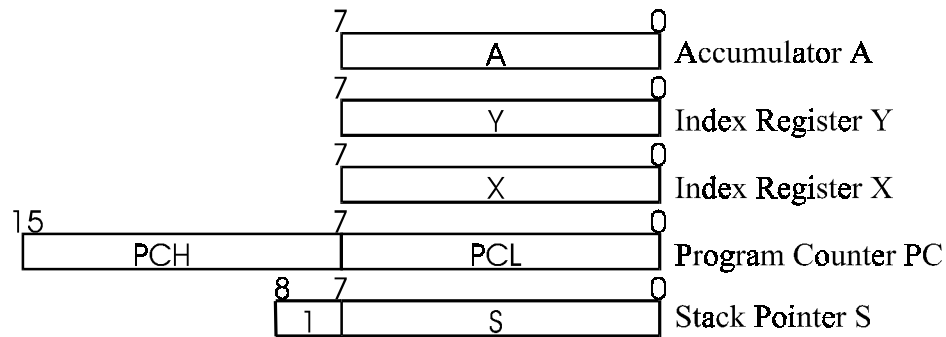 7 0
A Accumulator A
7 0
Y Index Register Y
7 0
X Index Register X
15 7 0
PCH PCL Program Counter PC
8 7 0
1 S Stack Pointer S